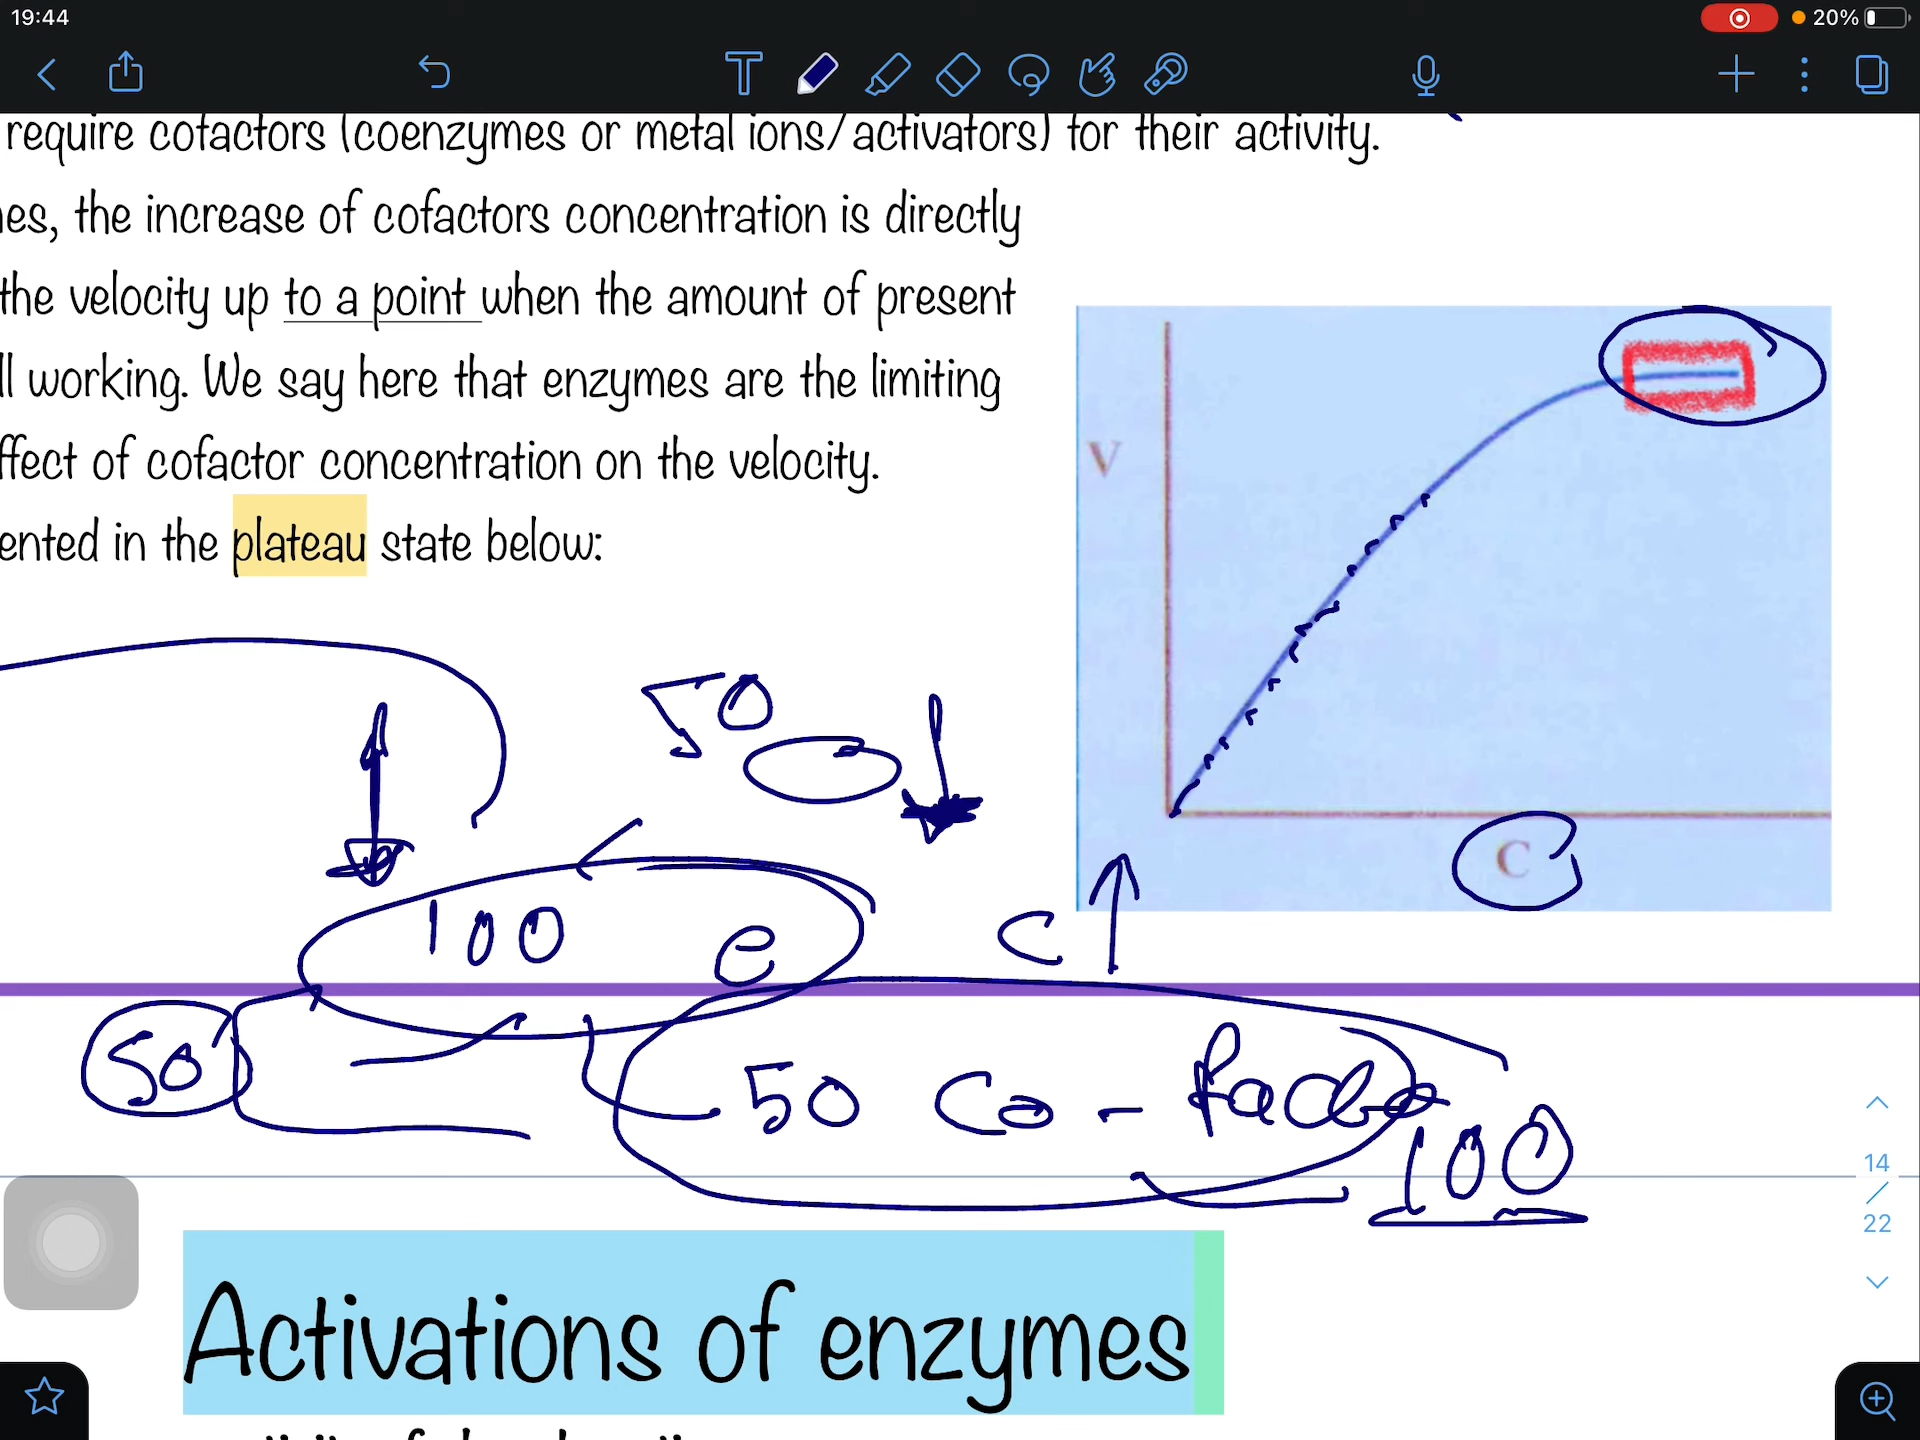 19:44
20%
T
require cofactors (coenzymes or metal ions/activators) for their activity.
es, the increase of cofactors concentration is directly
the velocity up to a point when the amount of present
ll working. We say here that enzymes are the limiting
ffect of cofactor concentration on the velocity.
ented in the plateau state below:
V
C
50
100 e
C
50
50 Co-factor
100
14
/
22
Activations of enzymes